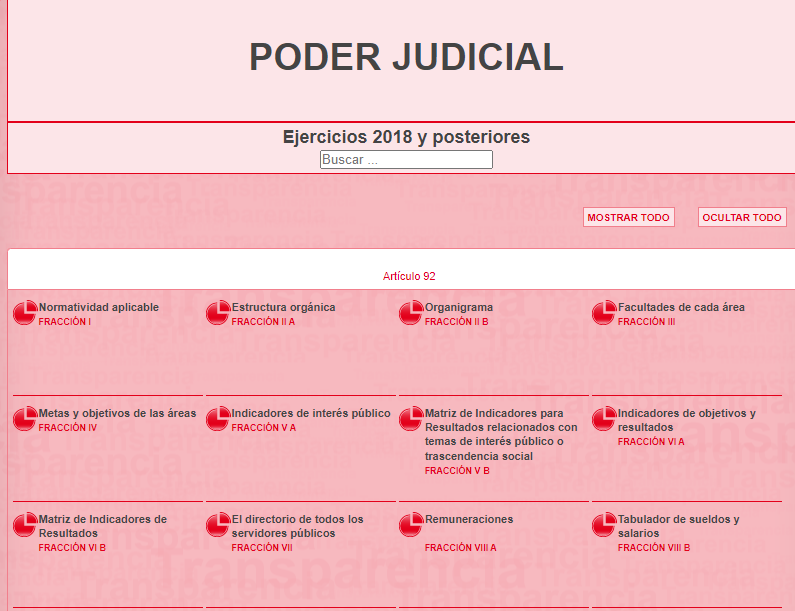 PODER JUDICIAL
Ejercicios 2018 y posteriores
Buscar ...
MOSTRAR TODO
OCULTAR TODO
Artículo 92
Normatividad aplicable
FRACCIÓN I
Estructura orgánica
FRACCIÓN II A
Organigrama
FRACCIÓN II B
Facultades de cada área
FRACCIÓN III
Metas y objetivos de las áreas
FRACCIÓN IV
Indicadores de interés público
FRACCIÓN V A
Matriz de Indicadores para
Resultados relacionados con
temas de interés público o
trascendencia social
FRACCIÓN V B
Indicadores de objetivos y
resultados
FRACCIÓN VI A
Matriz de Indicadores de
Resultados
FRACCIÓN VI B
El directorio de todos los
servidores públicos
FRACCIÓN VII
Remuneraciones
FRACCIÓN VIII A
Tabulador de sueldos y
salarios
FRACCIÓN VIII B